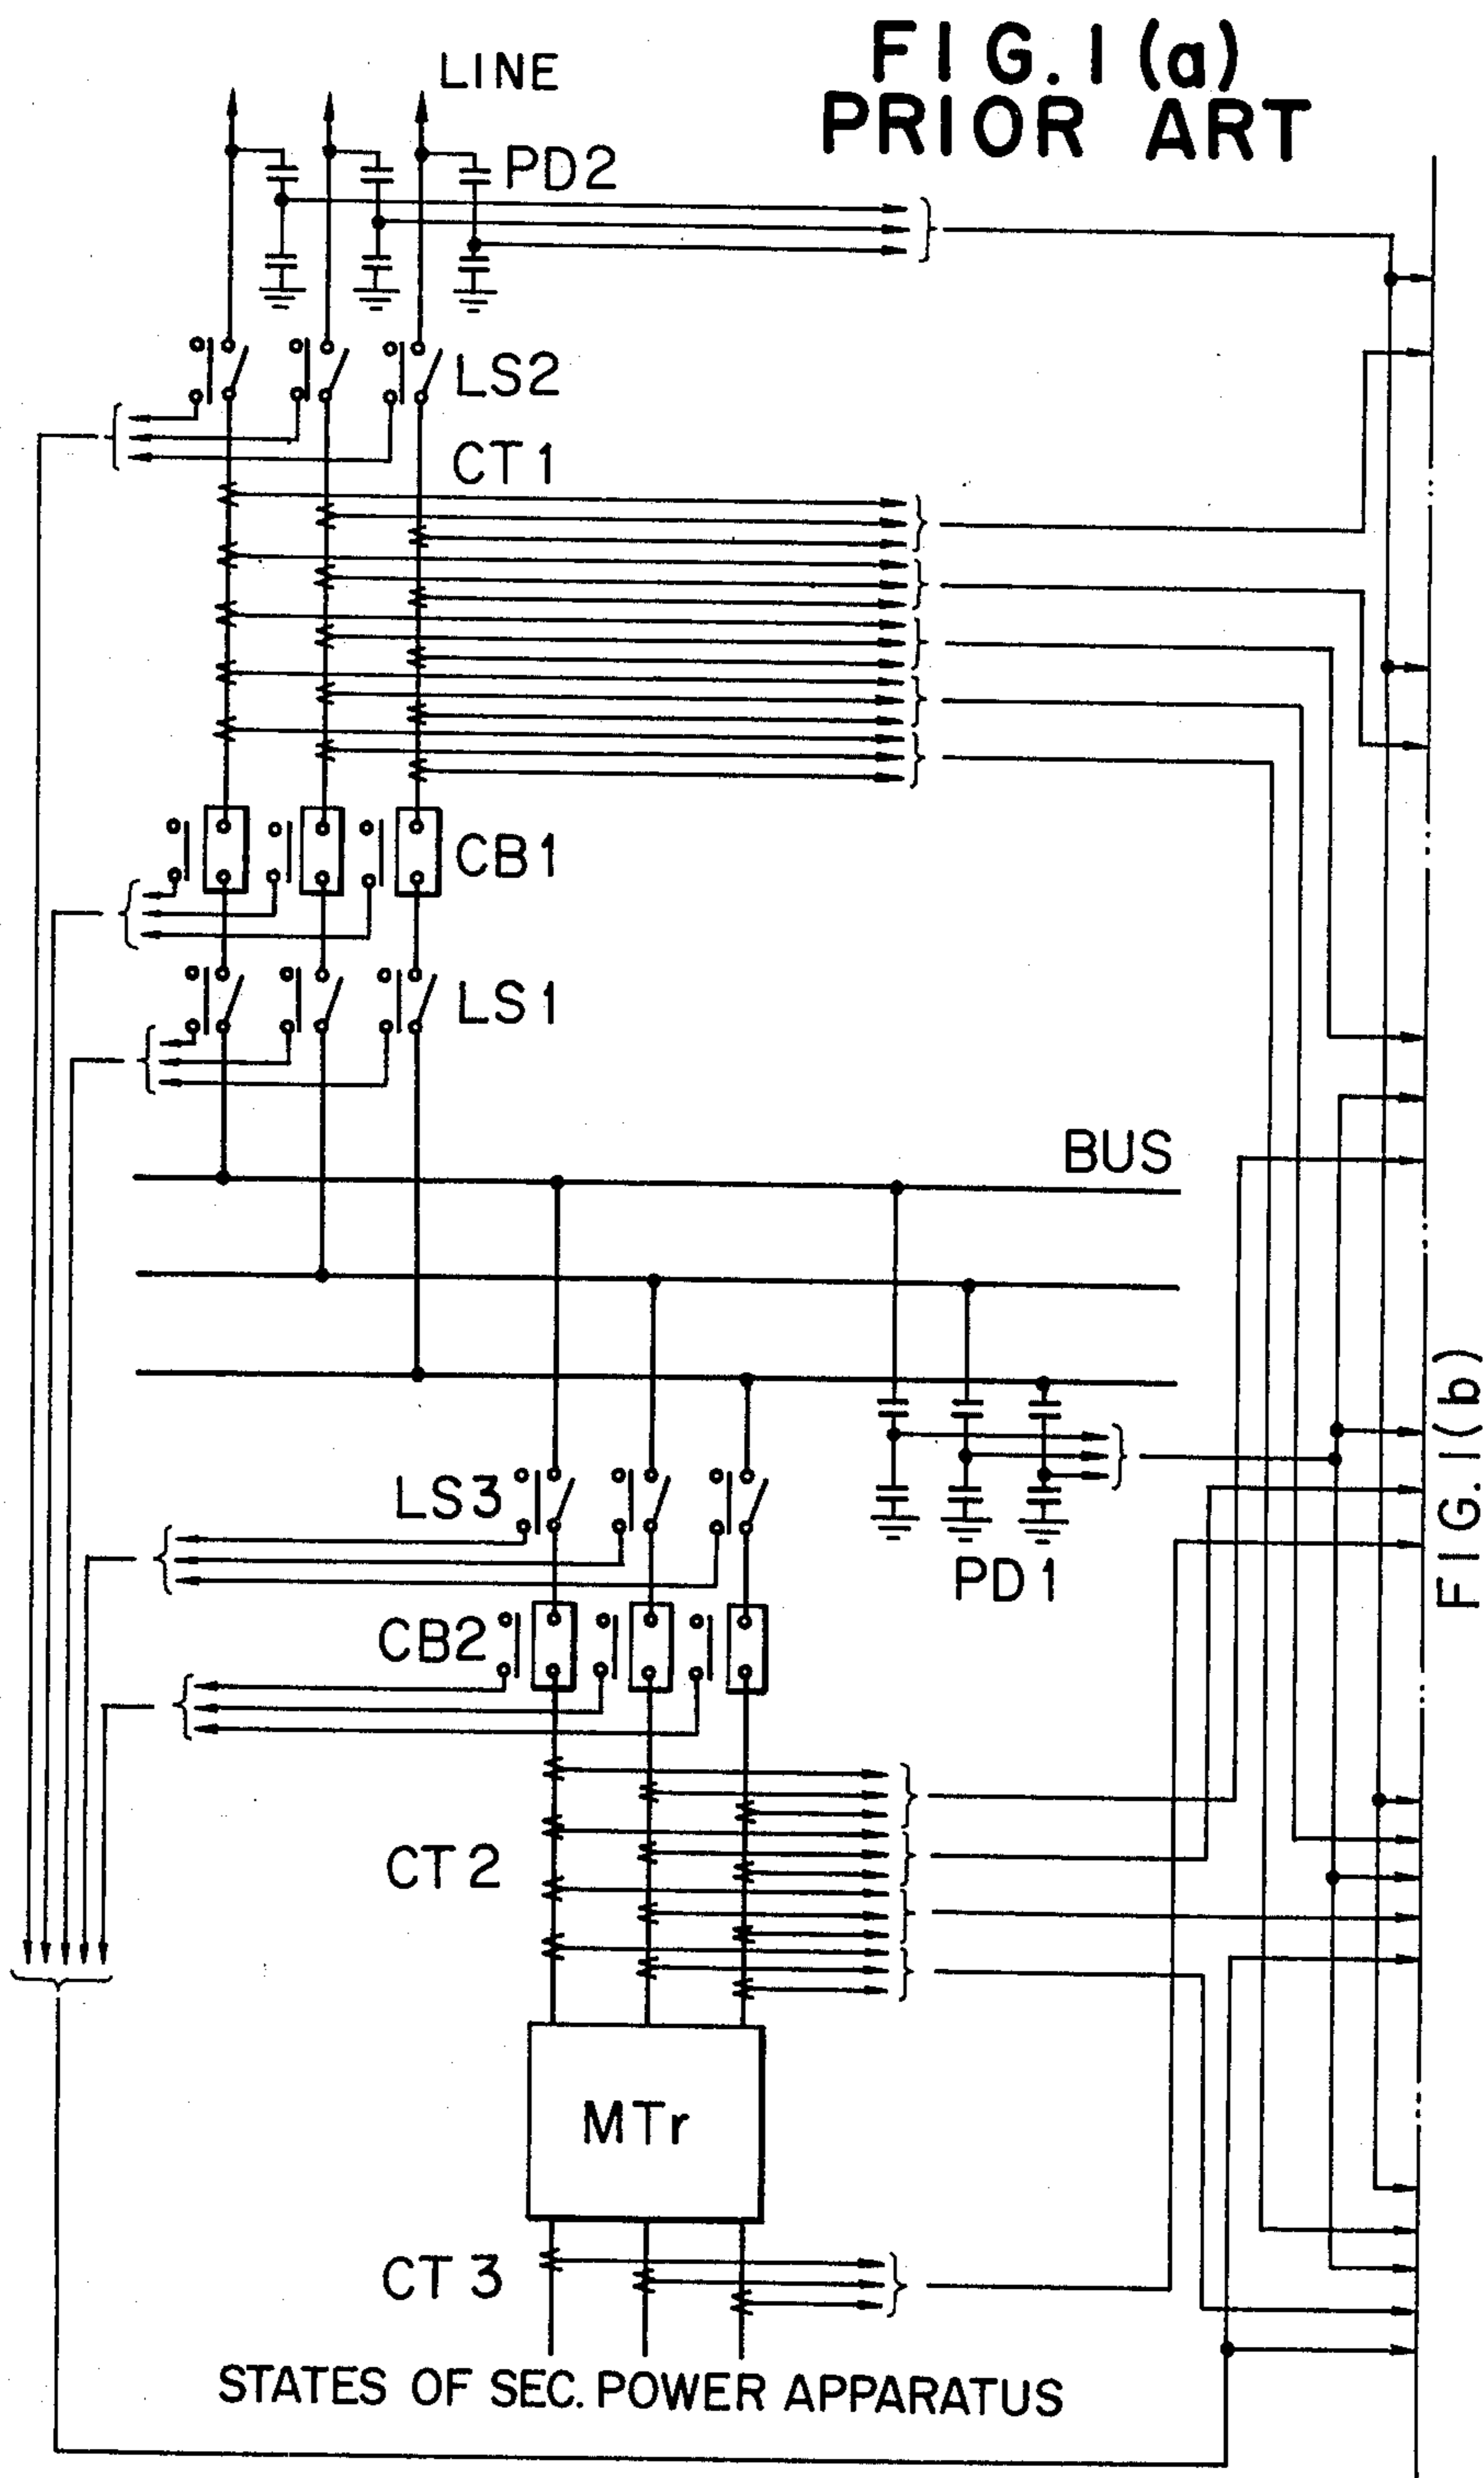 FIG. 1 (a)
PRIOR ART
LINE
PD2
LS2
CT1
CB1
LS1
BUS
LS3
PD1
CB2
CT2
MTr
CT3
STATES OF SEC. POWER APPARATUS
FIG. 1(b)